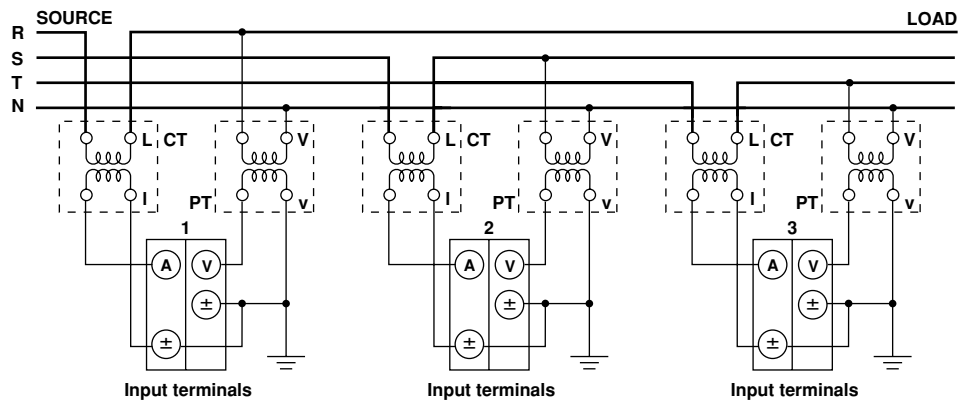 SOURCE LOAD
R
S
T
N
L CT V L CT V L CT V
l PT v l PT v l PT v
1 2 3
A V A V A V
± ± ±
± ± ±
Input terminals Input terminals Input terminals